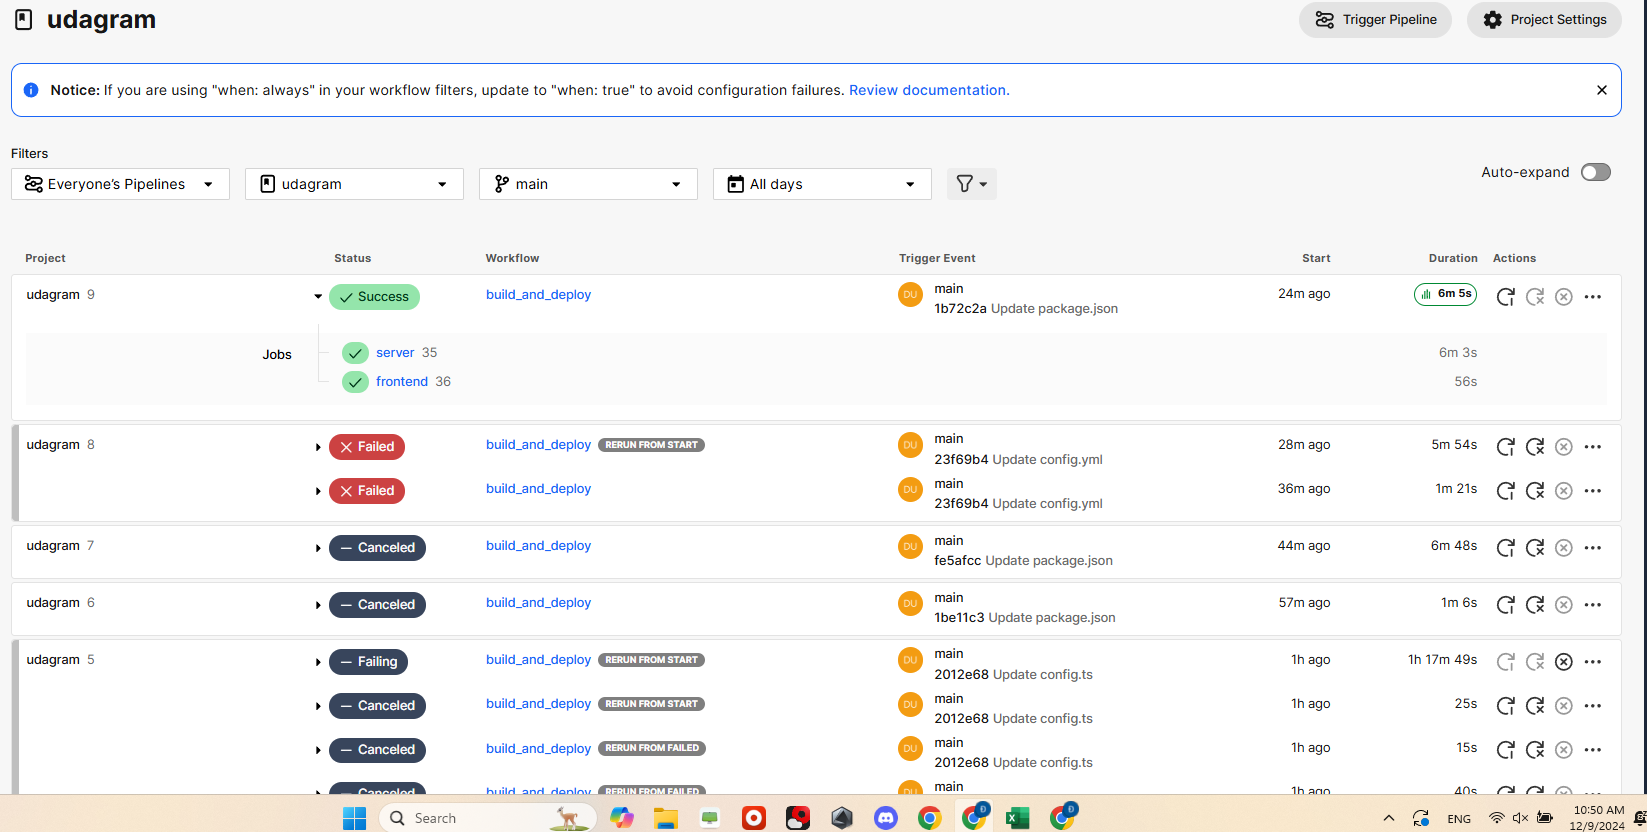 udagram
Trigger Pipeline
Project Settings
Notice: If you are using "when: always" in your workflow filters, update to "when: true" to avoid configuration failures. Review documentation.
Filters
Everyone's Pipelines
udagram
main
All days
Auto-expand
Project Status Workflow Trigger Event Start Duration Actions
udagram 9 Success build_and_deploy DU main 24m ago 6m 5s
1b72c2a Update package.json
Jobs server 35 6m 3s
frontend 36 56s
udagram 8 Failed build_and_deploy RERUN FROM START DU main 28m ago 5m 54s
23f69b4 Update config.yml
Failed build_and_deploy DU main 36m ago 1m 21s
23f69b4 Update config.yml
udagram 7 Canceled build_and_deploy DU main 44m ago 6m 48s
fe5afcc Update package.json
udagram 6 Canceled build_and_deploy DU main 57m ago 1m 6s
1be11c3 Update package.json
udagram 5 Failing build_and_deploy RERUN FROM START DU main 1h ago 1h 17m 49s
2012e68 Update config.ts
Canceled build_and_deploy RERUN FROM START DU main 1h ago 25s
2012e68 Update config.ts
Canceled build_and_deploy RERUN FROM FAILED DU main 1h ago 15s
2012e68 Update config.ts
Canceled build_and_deploy RERUN FROM FAILED DU main 1h ago 40s
Search
ENG
10:50 AM
12/9/2024